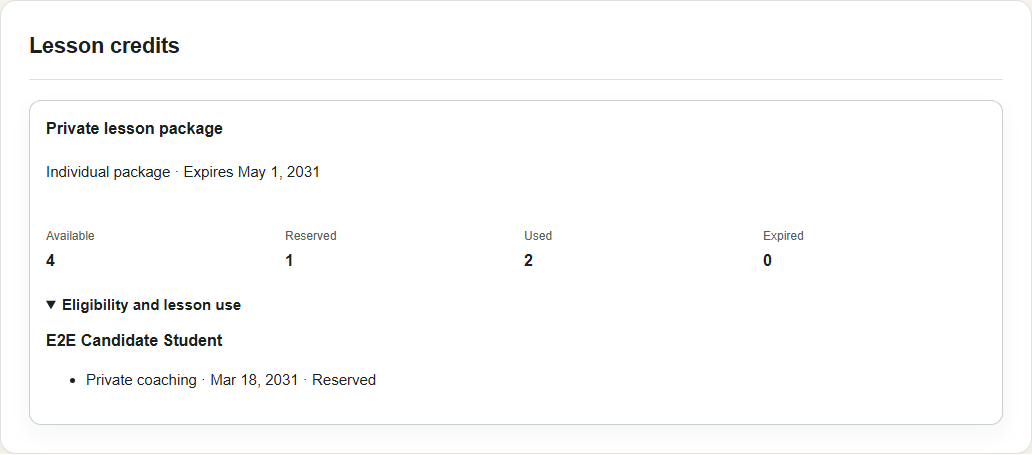 Lesson credits
Private lesson package
Individual package · Expires May 1, 2031
Available Reserved Used Expired
4 1 2 0
▼ Eligibility and lesson use
E2E Candidate Student
• Private coaching · Mar 18, 2031 · Reserved